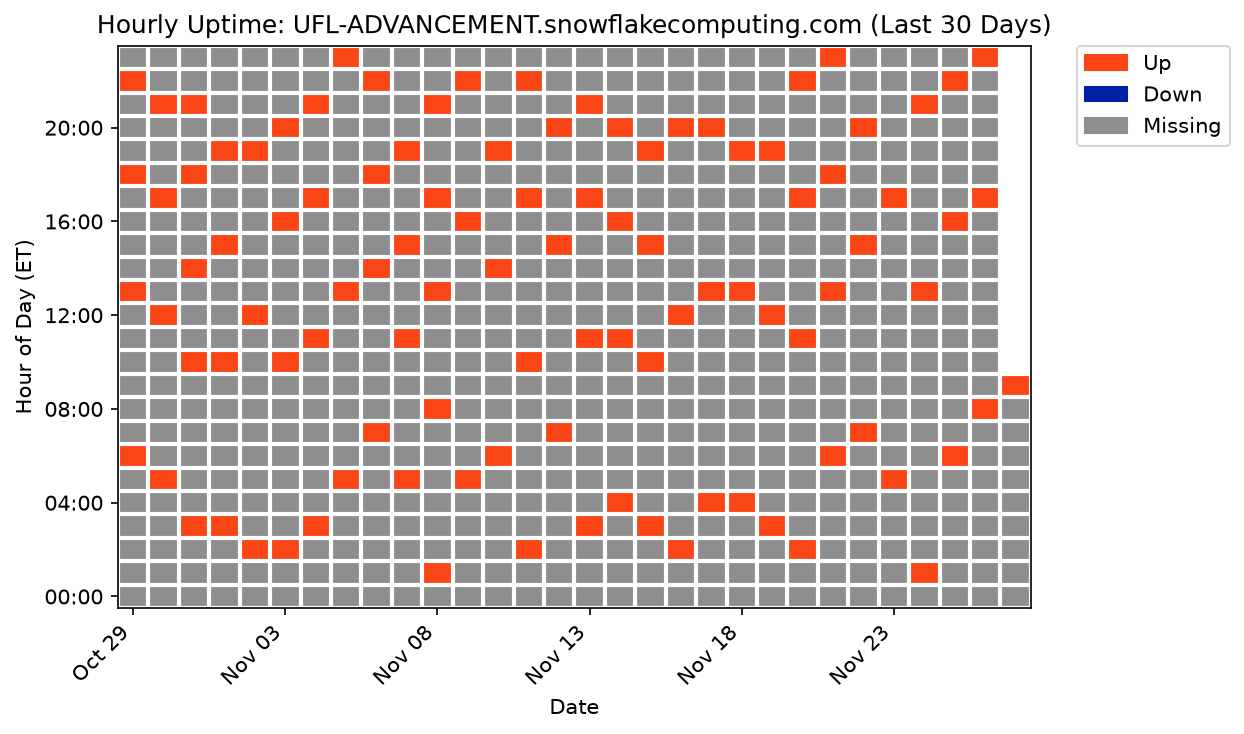 Hourly Uptime: UFL-ADVANCEMENT.snowflakecomputing.com (Last 30 Days)
Up
Down
Missing
Hour of Day (ET)
20:00
16:00
12:00
08:00
04:00
00:00
Oct 29
Nov 03
Nov 08
Nov 13
Nov 18
Nov 23
Date